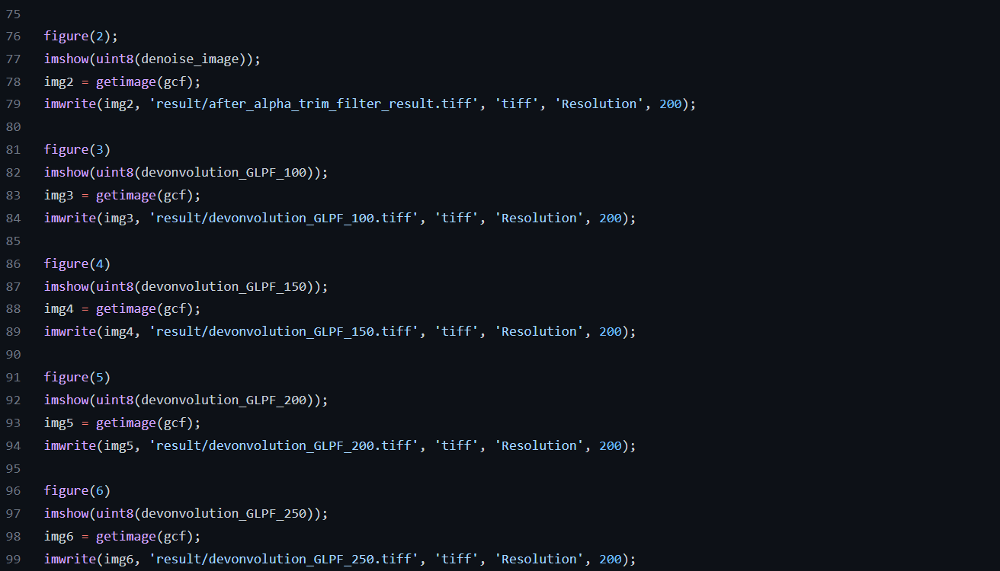 75
76 figure(2);
77 imshow(uint8(denoise_image));
78 img2 = getimage(gcf);
79 imwrite(img2, 'result/after_alpha_trim_filter_result.tiff', 'tiff', 'Resolution', 200);
80
81 figure(3)
82 imshow(uint8(devonvolution_GLPF_100));
83 img3 = getimage(gcf);
84 imwrite(img3, 'result/devonvolution_GLPF_100.tiff', 'tiff', 'Resolution', 200);
85
86 figure(4)
87 imshow(uint8(devonvolution_GLPF_150));
88 img4 = getimage(gcf);
89 imwrite(img4, 'result/devonvolution_GLPF_150.tiff', 'tiff', 'Resolution', 200);
90
91 figure(5)
92 imshow(uint8(devonvolution_GLPF_200));
93 img5 = getimage(gcf);
94 imwrite(img5, 'result/devonvolution_GLPF_200.tiff', 'tiff', 'Resolution', 200);
95
96 figure(6)
97 imshow(uint8(devonvolution_GLPF_250));
98 img6 = getimage(gcf);
99 imwrite(img6, 'result/devonvolution_GLPF_250.tiff', 'tiff', 'Resolution', 200);